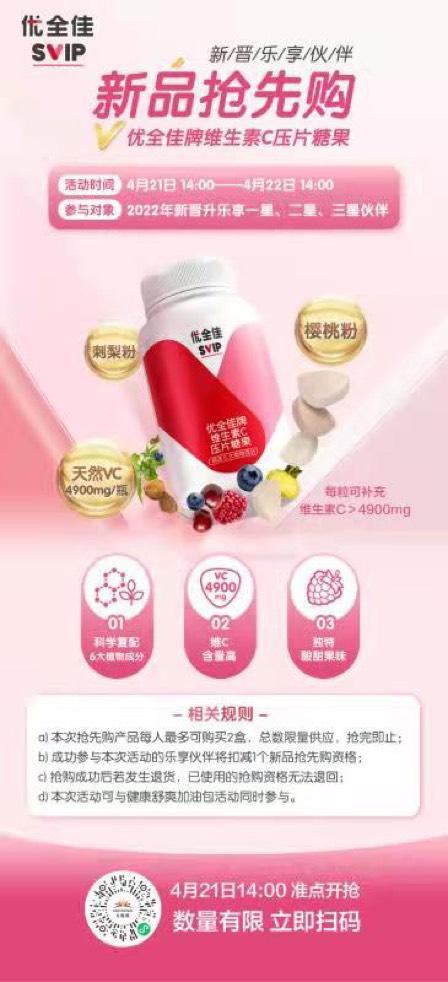 优全佳
SVIP
新/晋/乐/享/伙/伴
新品抢先购
优全佳牌维生素C压片糖果
活动时间 4月21日 14:00——4月22日 14:00
参与对象 2022年新晋升乐享一星、二星、三星伙伴
优全佳
SVIP
刺梨粉
樱桃粉
优全佳牌
维生素C
压片糖果
天然VC
4900mg/瓶
每粒可补充
维生素C>4900mg
VC
4900
mg
01
科学复配
6大植物成分
02
维C
含量高
03
独特
酸甜果味
– 相关规则 –
a) 本次抢先购产品每人最多可购买2盒，总数限量供应，抢完即止；
b) 成功参与本次活动的乐享伙伴将扣减1个新品抢先购资格；
c) 抢购成功后若发生退货，已使用的抢购资格无法退回；
d) 本次活动可与健康舒爽加油包活动同时参与。
4月21日14:00 准点开抢
数量有限 立即扫码